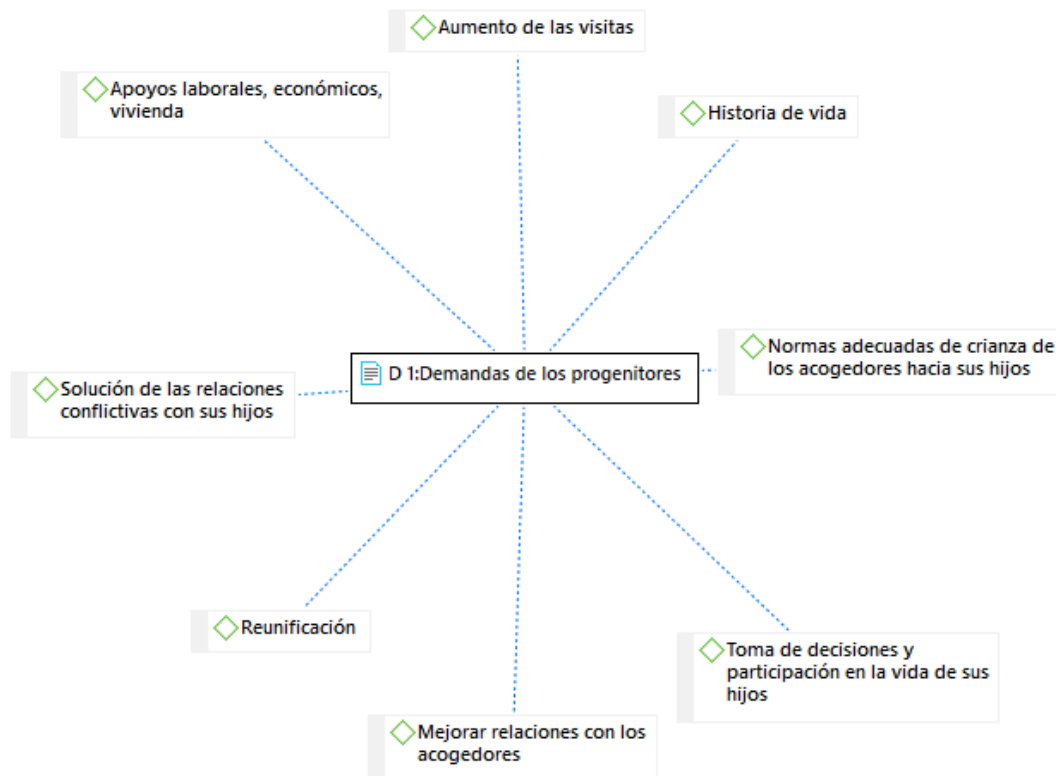 Aumento de las visitas
Apoyos laborales, económicos,
vivienda
Historia de vida
Normas adecuadas de crianza de
los acogedores hacia sus hijos
D 1:Demandas de los progenitores
Solución de las relaciones
conflictivas con sus hijos
Reunificación
Toma de decisiones y
participación en la vida de sus
hijos
Mejorar relaciones con los
acogedores